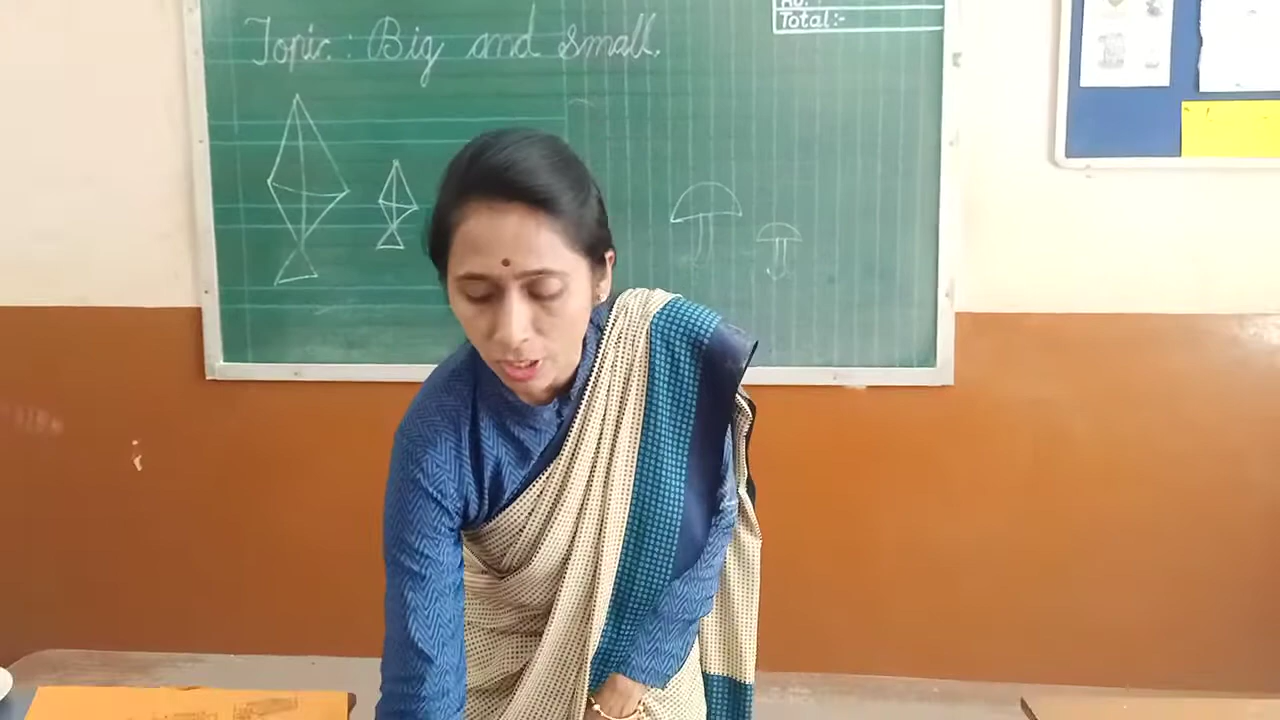 Topic : Big and small.
Total:-